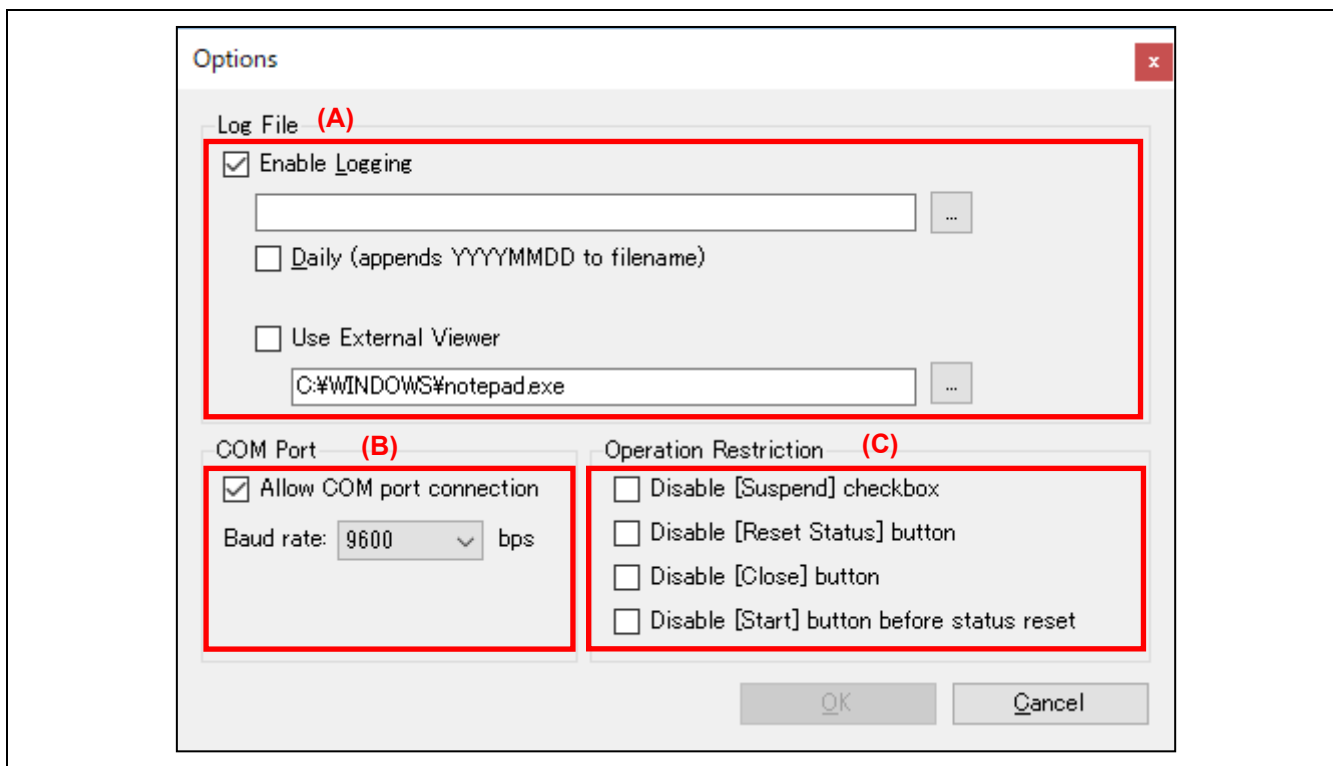 Options
x
Log File (A)
Enable Logging
...
Daily (appends YYYYMMDD to filename)
Use External Viewer
C:¥WINDOWS¥notepad.exe
...
COM Port (B)
Allow COM port connection
Baud rate: 9600 bps
Operation Restriction (C)
Disable [Suspend] checkbox
Disable [Reset Status] button
Disable [Close] button
Disable [Start] button before status reset
OK
Cancel